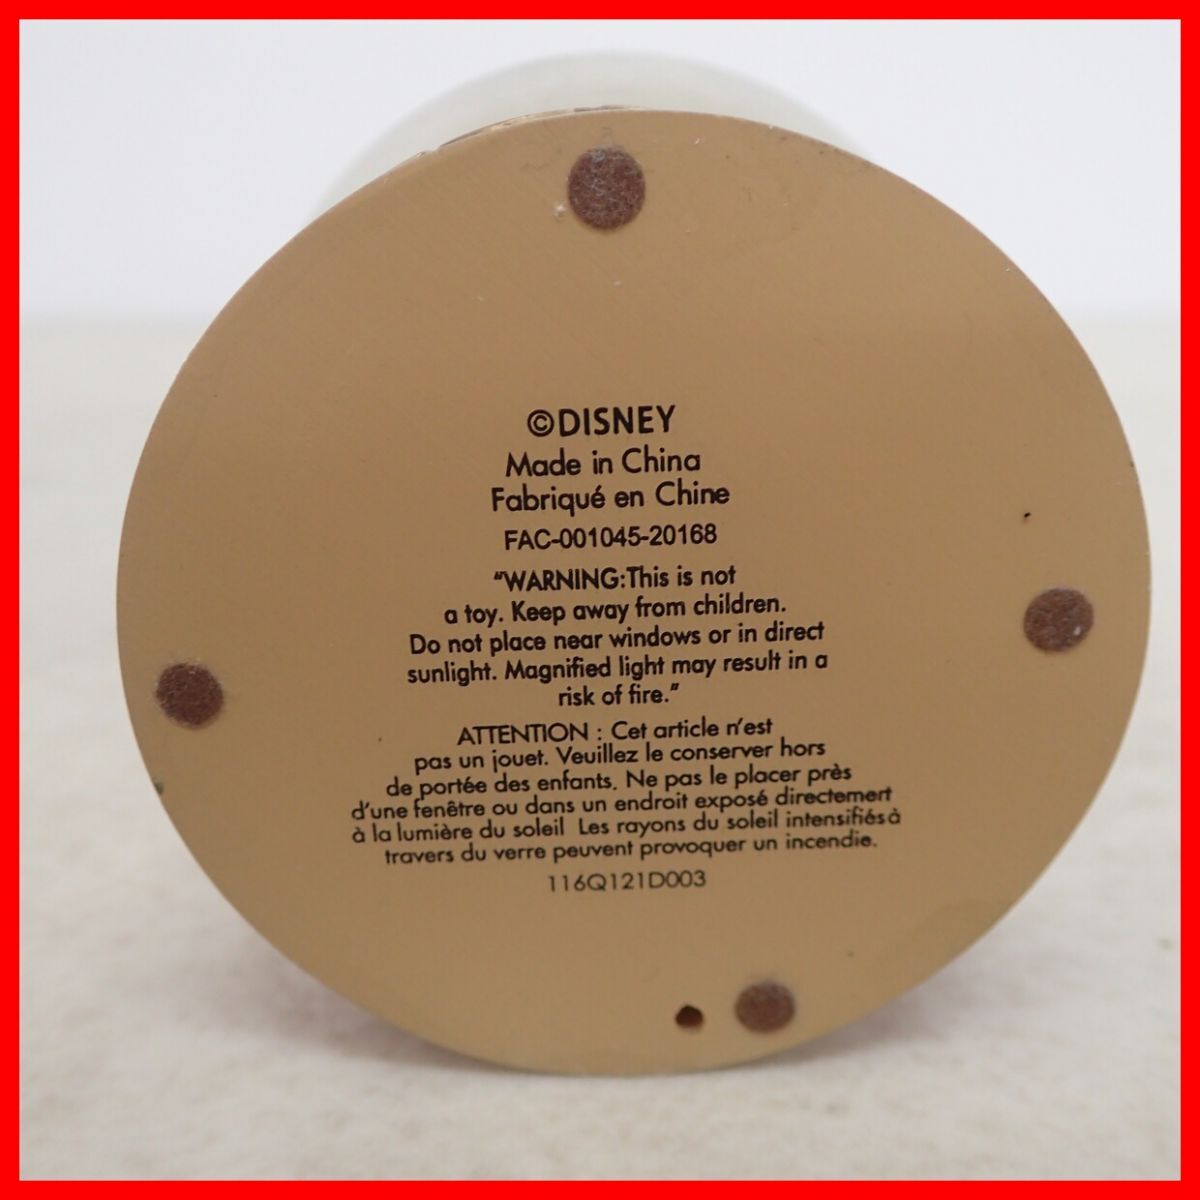 ©DISNEY
Made in China
Fabriqué en Chine
FAC-001045-20168
"WARNING:This is not
a toy. Keep away from children.
Do not place near windows or in direct
sunlight. Magnified light may result in a
risk of fire."
ATTENTION : Cet article n'est
pas un jouet. Veuillez le conserver hors
de portée des enfants. Ne pas le placer près
d'une fenêtre ou dans un endroit exposé directemert
à la lumière du soleil Les rayons du soleil intensifiés à
travers du verre peuvent provoquer un incendie.
116Q121D003